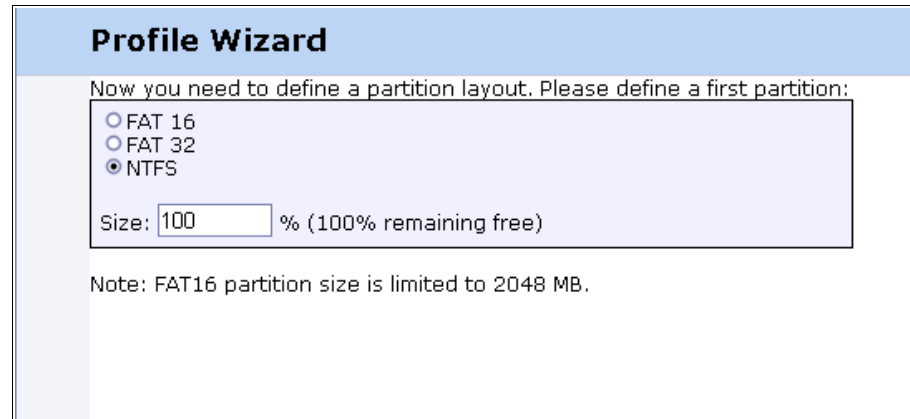 Profile Wizard
Now you need to define a partition layout. Please define a first partition:
FAT 16
FAT 32
NTFS
Size: 100 % (100% remaining free)
Note: FAT16 partition size is limited to 2048 MB.